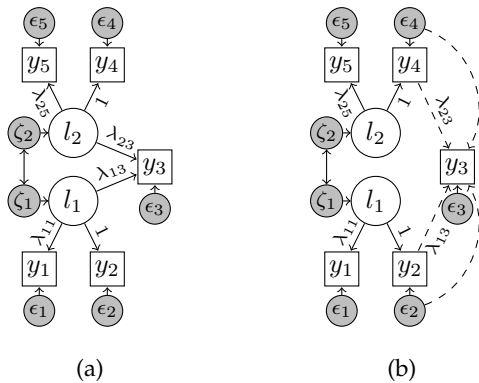 ϵ5 ϵ4 ϵ5 ϵ4
y5 y4 y5 y4
λ25 1 λ25 1 λ23
ζ2 l2 λ23 ζ2 l2
y3 y3
λ13
ζ1 l1 ϵ3 ζ1 l1 ϵ3
λ11 1 λ11 1 λ13
y1 y2 y1 y2
ϵ1 ϵ2 ϵ1 ϵ2
(a) (b)